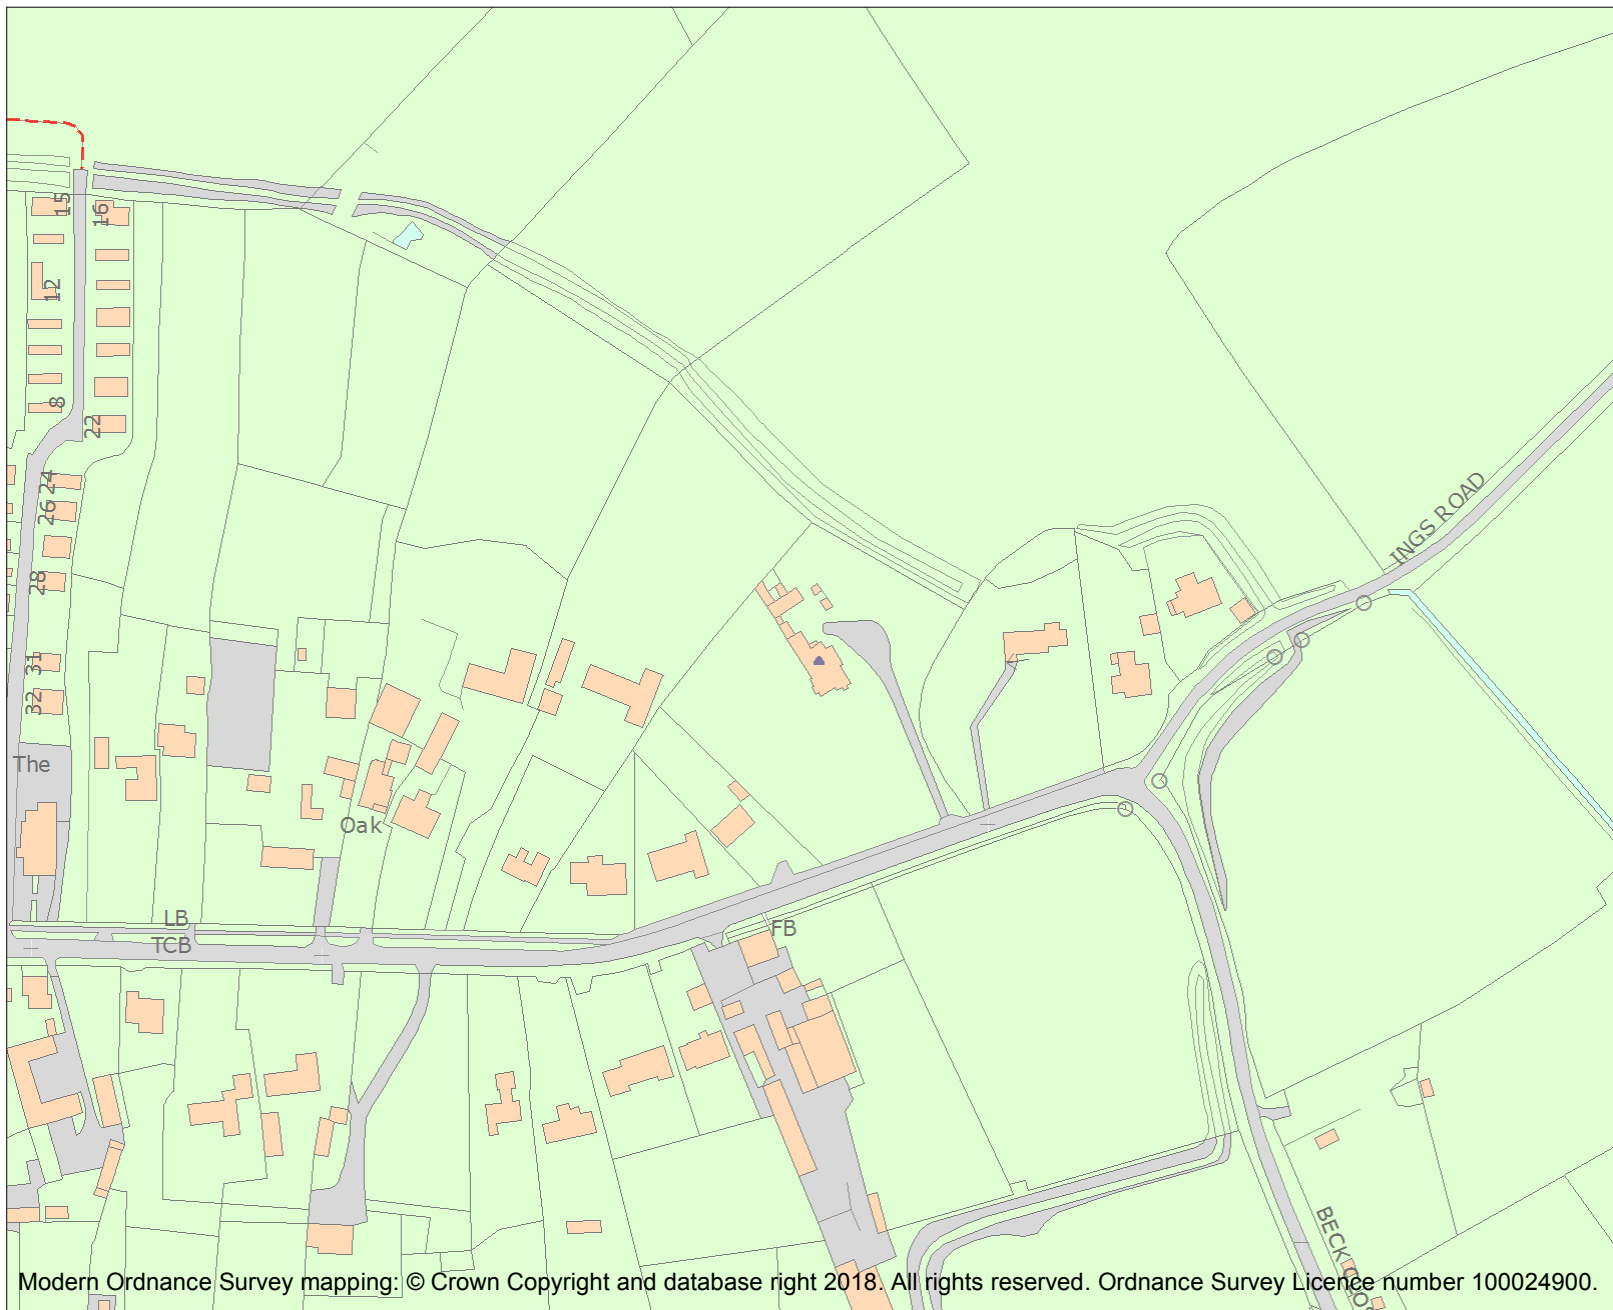 15
16
12
8
22
24
26
INGS ROAD
28
31
32
The
Oak
LB
TCB
FB
BECK
Modern Ordnance Survey mapping: © Crown Copyright and database right 2018. All rights reserved. Ordnance Survey Licence number 100024900.